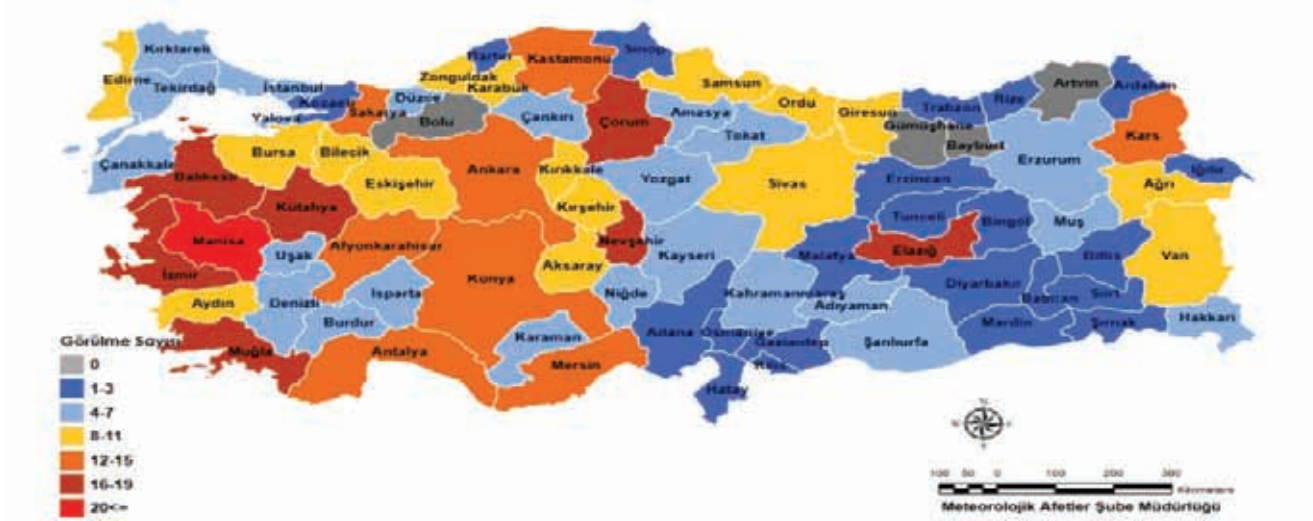 Kırklareli
Edirne
Tekirdağ
İstanbul
Kocaeli
Yalova
Sakarya
Düzce
Bolu
Zonguldak
Bartın
Karabük
Kastamonu
Sinop
Çankırı
Çorum
Samsun
Amasya
Tokat
Ordu
Giresun
Gümüşhane
Trabzon
Rize
Bayburt
Artvin
Ardahan
Kars
Iğdır
Ağrı
Erzurum
Erzincan
Çanakkale
Balıkesir
Bursa
Bilecik
Eskişehir
Kütahya
Ankara
Kırıkkale
Kırşehir
Yozgat
Sivas
Tunceli
Bingöl
Muş
Elazığ
Malatya
Bitlis
Van
Hakkari
Manisa
İzmir
Uşak
Afyonkarahisar
Konya
Aksaray
Nevşehir
Kayseri
Niğde
Aydın
Denizli
Isparta
Burdur
Muğla
Antalya
Karaman
Mersin
Adana
Osmaniye
Kahramanmaraş
Adıyaman
Gaziantep
Kilis
Hatay
Şanlıurfa
Diyarbakır
Batman
Siirt
Mardin
Şırnak
Görülme Sayısı
0
1-3
4-7
8-11
12-15
16-19
20<=
100 50 0 100 200 300
Kilometers
Meteorolojik Afetler Şube Müdürlüğü